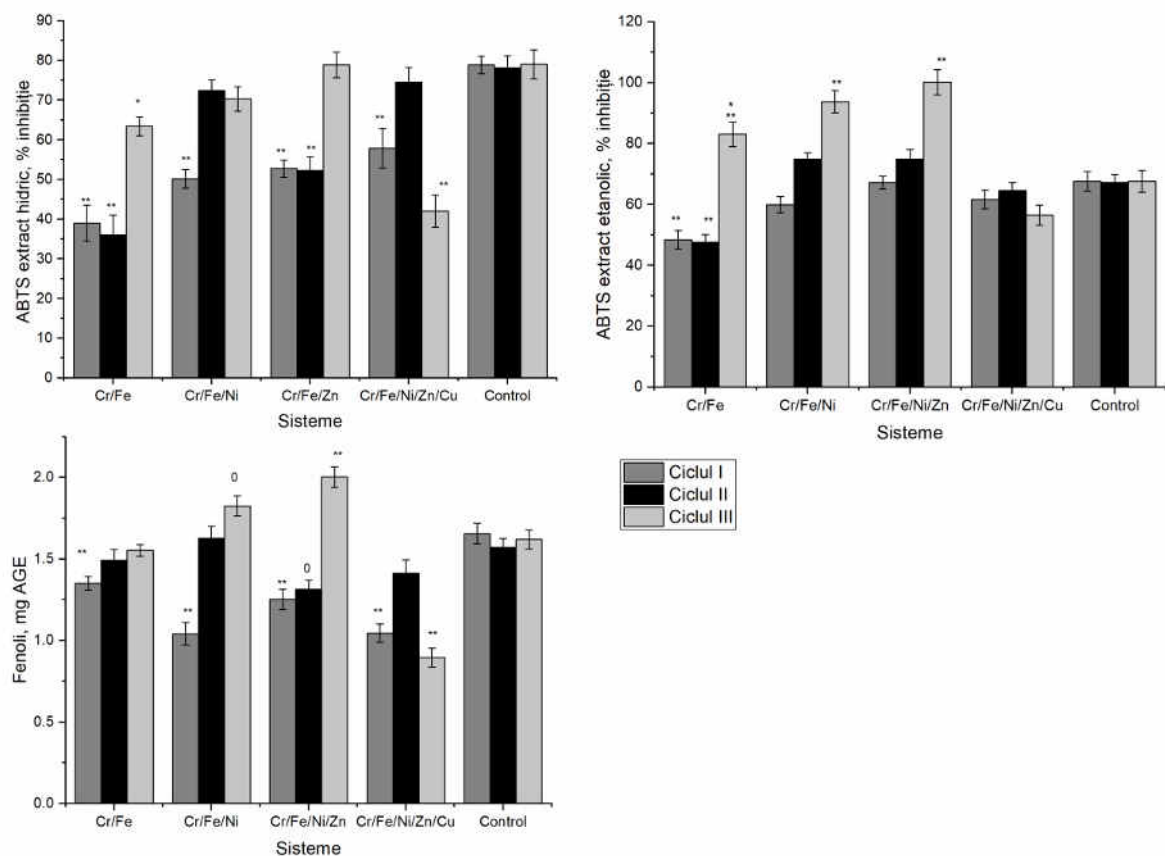 ABTS extract hidric, % inhibiție
90
80
70
60
50
40
30
20
10
0
**
**
*
**
**
**
**
**
Cr/Fe
Cr/Fe/Ni
Cr/Fe/Zn
Cr/Fe/Ni/Zn/Cu
Control
Sisteme
ABTS extract etanolic, % inhibiție
120
100
80
60
40
20
0
**
**
*
**
**
**
Cr/Fe
Cr/Fe/Ni
Cr/Fe/Ni/Zn
Cr/Fe/Ni/Zn/Cu
Control
Sisteme
Fenoli, mg AGE
2.0
1.5
1.0
0.5
0.0
**
**
0
**
0
**
**
**
Cr/Fe
Cr/Fe/Ni
Cr/Fe/Ni/Zn
Cr/Fe/Ni/Zn/Cu
Control
Sisteme
Ciclul I
Ciclul II
Ciclul III